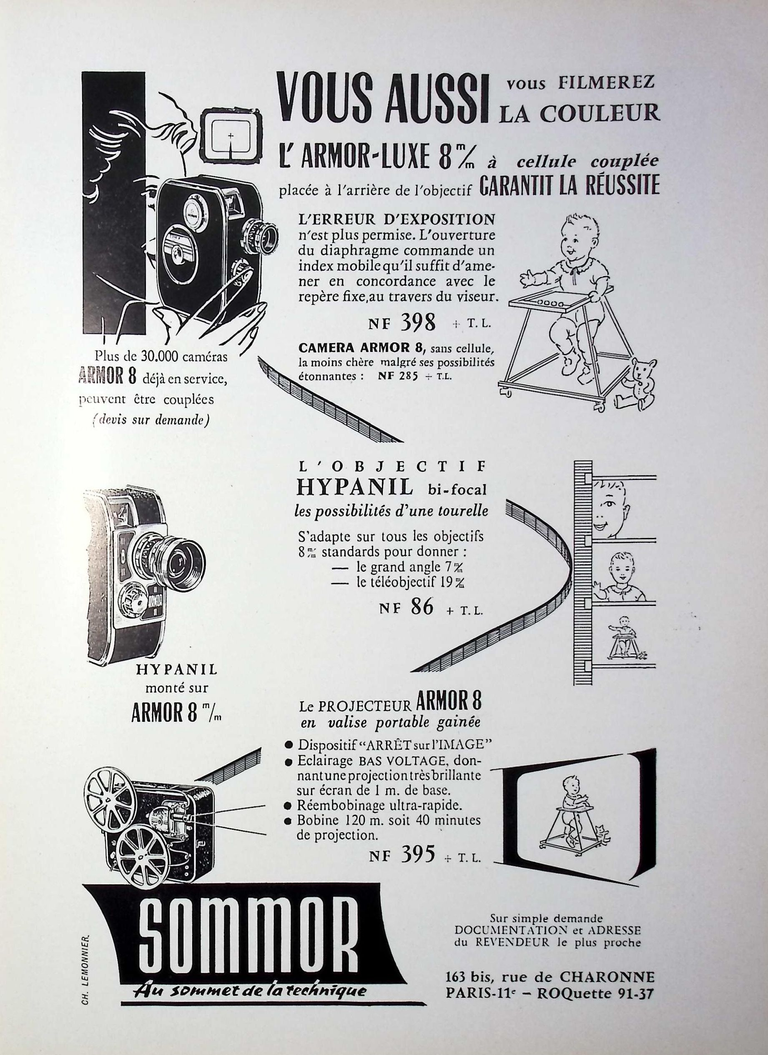 VOUS AUSSI vous FILMEREZ
LA COULEUR
L'ARMOR-LUXE 8 m/m à cellule couplée
placée à l'arrière de l'objectif GARANTIT LA RÉUSSITE
L'ERREUR D'EXPOSITION
n'est plus permise. L'ouverture
du diaphragme commande un
index mobile qu'il suffit d'ame-
ner en concordance avec le
repère fixe, au travers du viseur.
NF 398 + T. L.
CAMERA ARMOR 8, sans cellule,
la moins chère malgré ses possibilités
étonnantes : NF 285 + T.L.
Plus de 30.000 caméras
ARMOR 8 déjà en service,
peuvent être couplées
(devis sur demande)
L'OBJECTIF
HYPANIL bi-focal
les possibilités d'une tourelle
S'adapte sur tous les objectifs
8 m/m standards pour donner :
— le grand angle 7 m/m
— le téléobjectif 19 m/m
NF 86 + T. L.
HYPANIL
monté sur
ARMOR 8 m/m
Le PROJECTEUR ARMOR 8
en valise portable gainée
● Dispositif "ARRÊT sur l'IMAGE"
● Eclairage BAS VOLTAGE, don-
nant une projection très brillante
sur écran de 1 m. de base.
● Réembobinage ultra-rapide.
● Bobine 120 m. soit 40 minutes
de projection.
NF 395 + T. L.
SOMMOR
Au sommet de la technique
CH. LEMONNIER.
Sur simple demande
DOCUMENTATION et ADRESSE
du REVENDEUR le plus proche
163 bis, rue de CHARONNE
PARIS-11e – ROQuette 91-37